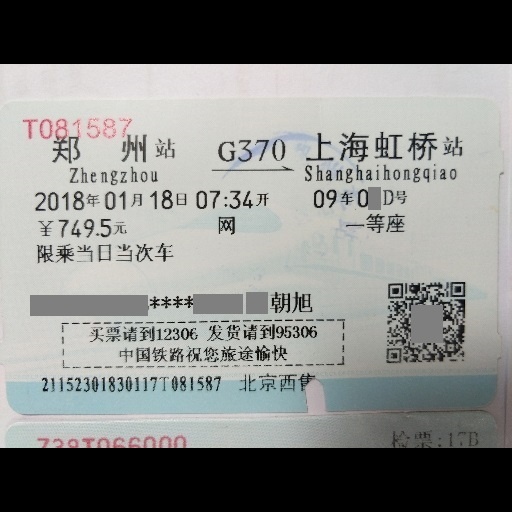 T081587
郑 州站 G370 上海虹桥站
Zhengzhou Shanghaihongqiao
2018年01月18日07:34开 09车0 D号
￥749.5元 网 一等座
限乘当日当次车
**** 朝旭
买票请到12306 发货请到95306
中国铁路祝您旅途愉快
21152301830117T081587 北京西售
Z38T066000 检票:17B